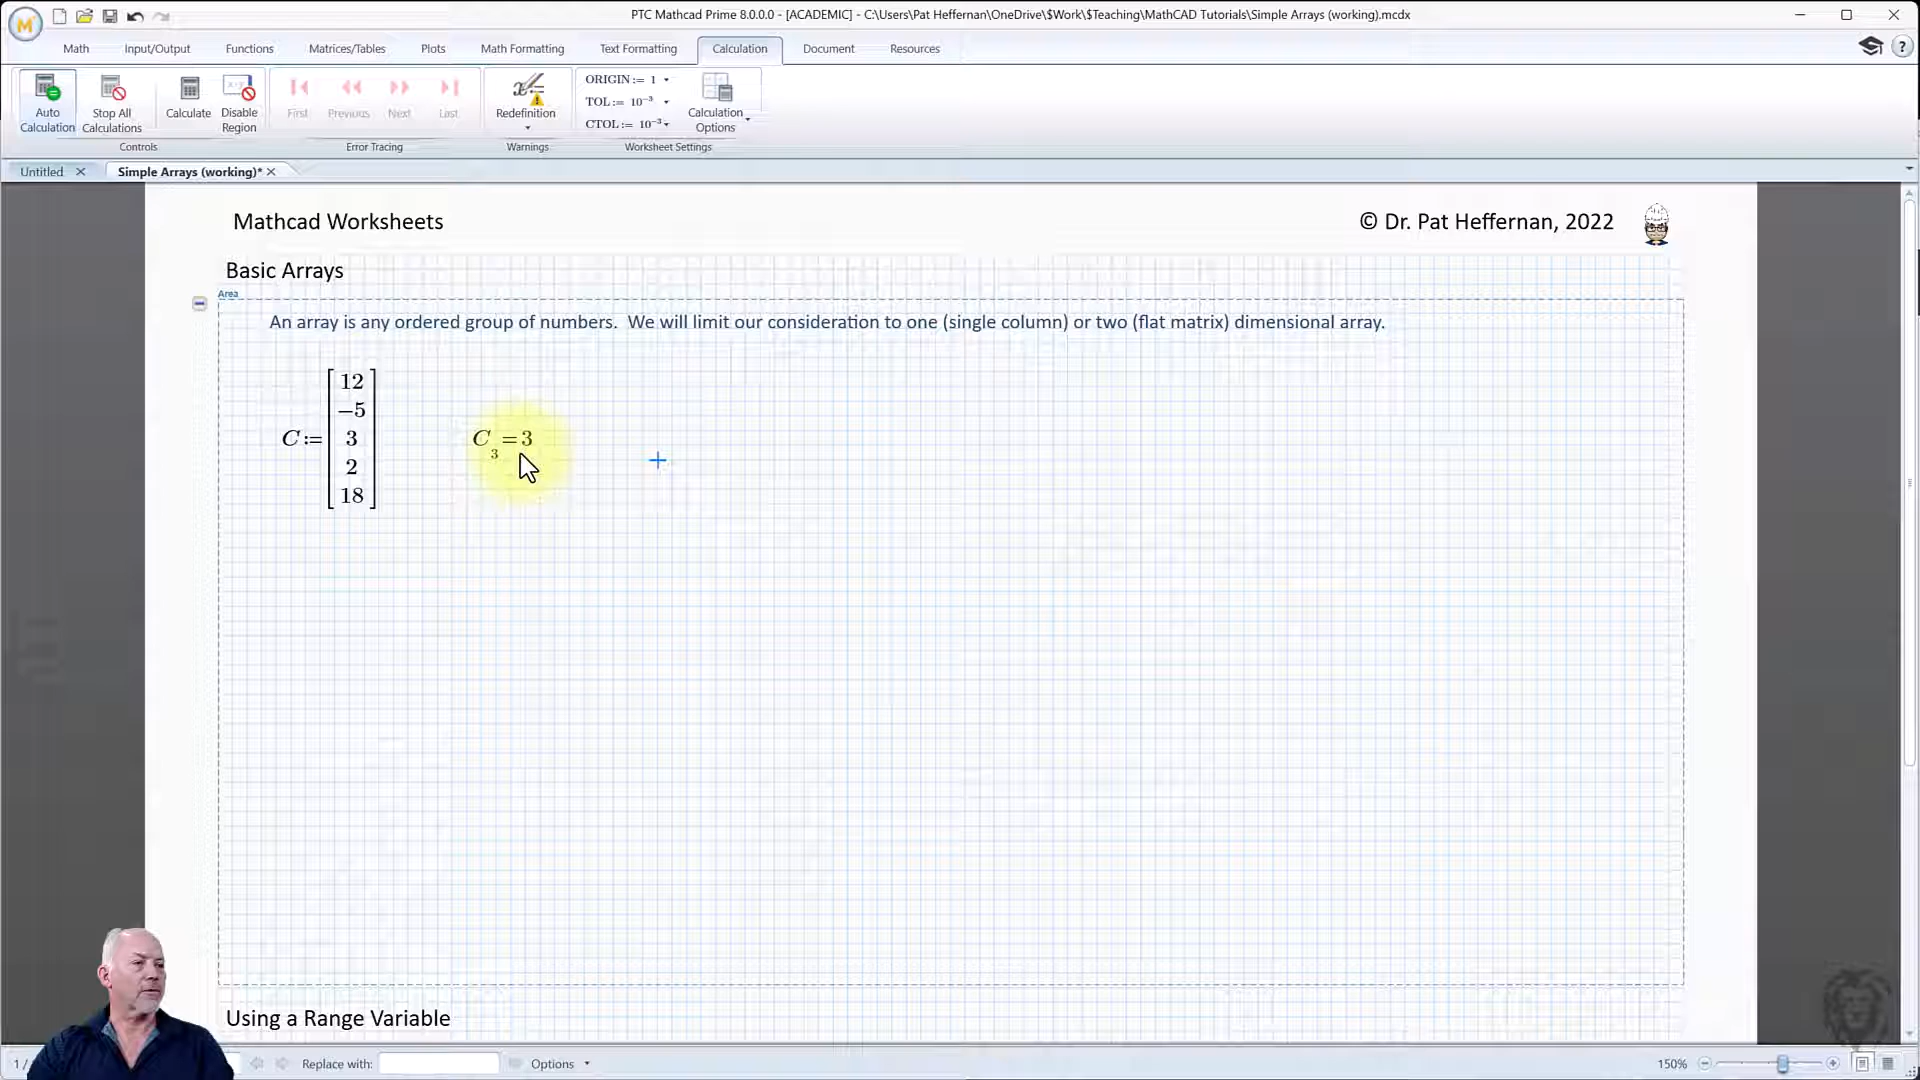 PTC Mathcad Prime 8.0.0.0 - [ACADEMIC] - C:\Users\Pat Heffernan\OneDrive\$Work\$Teaching\MathCAD Tutorials\Simple Arrays (working).mcdx
Math Input/Output Functions Matrices/Tables Plots Math Formatting Text Formatting Calculation Document Resources
Auto Calculation
Stop All Calculations
Calculate
Disable Region
First Previous Next Last
Redefinition
ORIGIN:= 1
TOL:= 10⁻³
CTOL:= 10⁻³
Calculation Options
Controls Error Tracing Warnings Worksheet Settings
Untitled Simple Arrays (working)*
Mathcad Worksheets © Dr. Pat Heffernan, 2022
Basic Arrays
Area
An array is any ordered group of numbers. We will limit our consideration to one (single column) or two (flat matrix) dimensional array.
12
−5
C := 3
2
18
C₃ = 3
Using a Range Variable
1 / Replace with: Options 150%